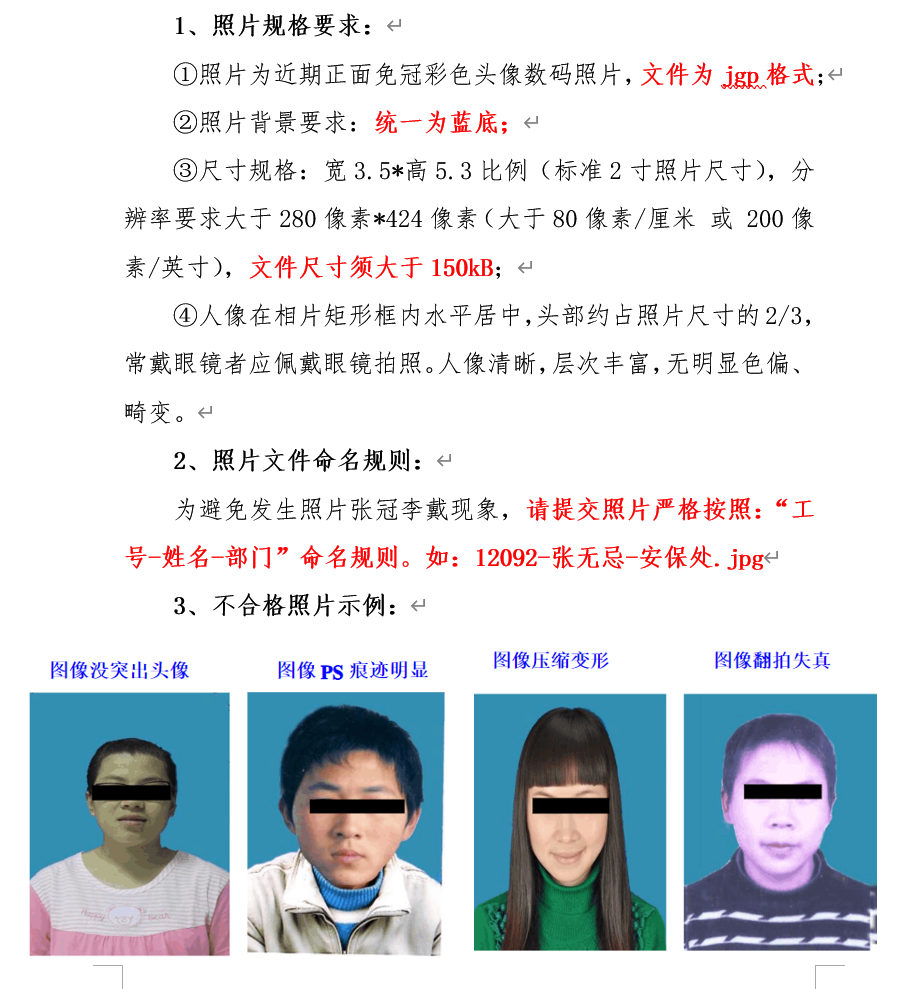 1、照片规格要求：
①照片为近期正面免冠彩色头像数码照片，文件为 jgp 格式；
②照片背景要求：统一为蓝底；
③尺寸规格：宽 3.5*高 5.3 比例（标准 2 寸照片尺寸），分
辨率要求大于 280 像素*424 像素（大于 80 像素/厘米 或 200 像
素/英寸），文件尺寸须大于 150kB；
④人像在相片矩形框内水平居中，头部约占照片尺寸的 2/3，
常戴眼镜者应佩戴眼镜拍照。人像清晰，层次丰富，无明显色偏、
畸变。
2、照片文件命名规则：
为避免发生照片张冠李戴现象，请提交照片严格按照：“工
号-姓名-部门”命名规则。如：12092-张无忌-安保处.jpg
3、不合格照片示例：
图像没突出头像 图像 PS 痕迹明显 图像压缩变形 图像翻拍失真